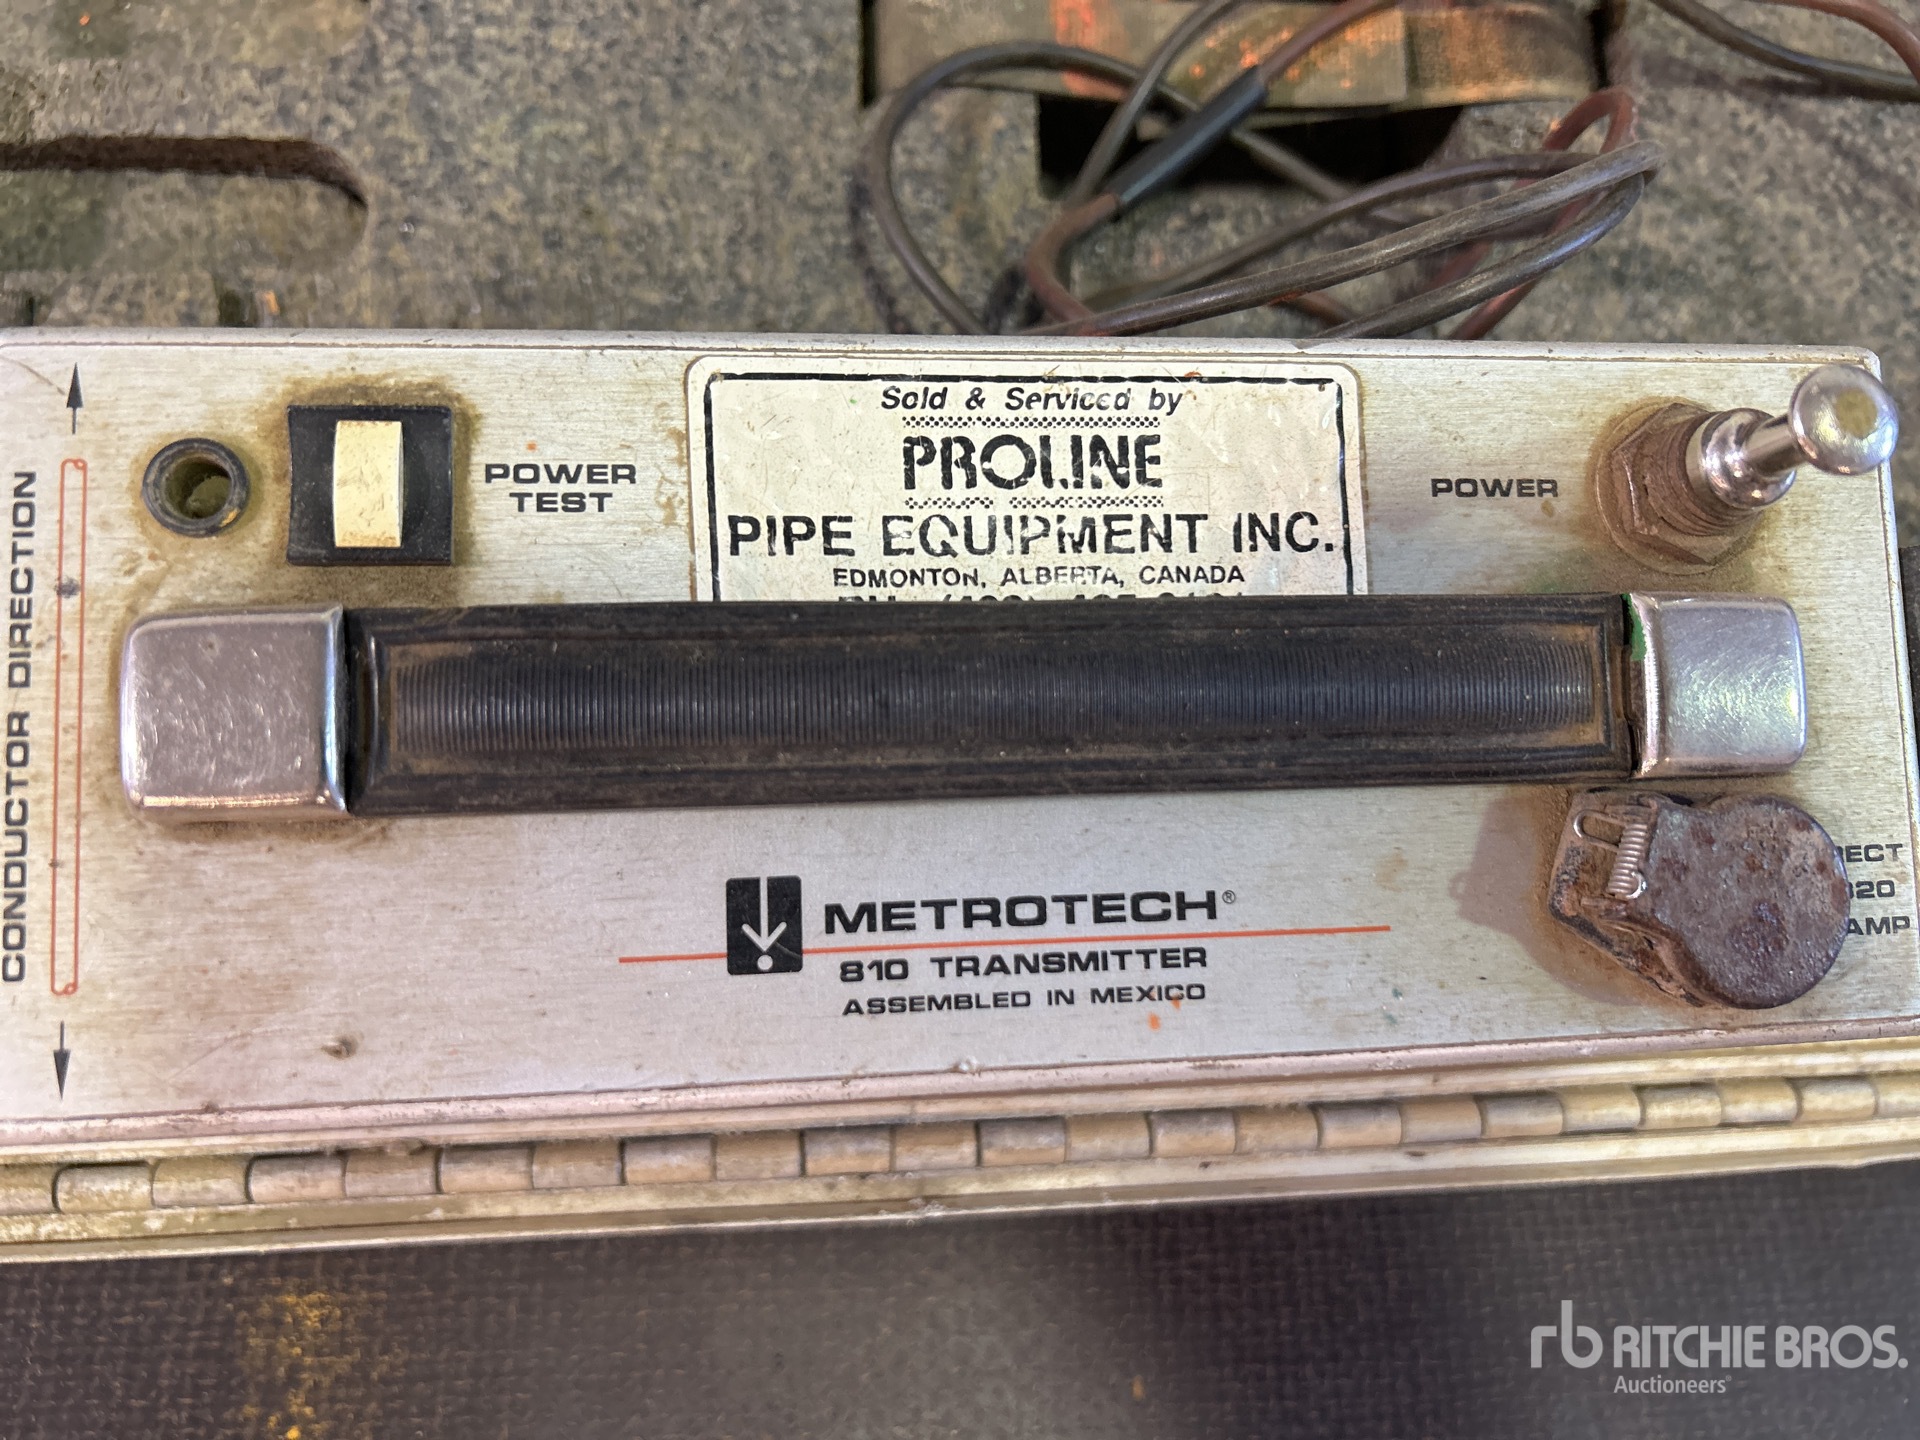 CONDUCTOR DIRECTION
POWER
TEST
Sold & Serviced by
PROLINE
PIPE EQUIPMENT INC.
EDMONTON, ALBERTA, CANADA
POWER
METROTECH®
810 TRANSMITTER
ASSEMBLED IN MEXICO
rb RITCHIE BROS.
Auctioneers